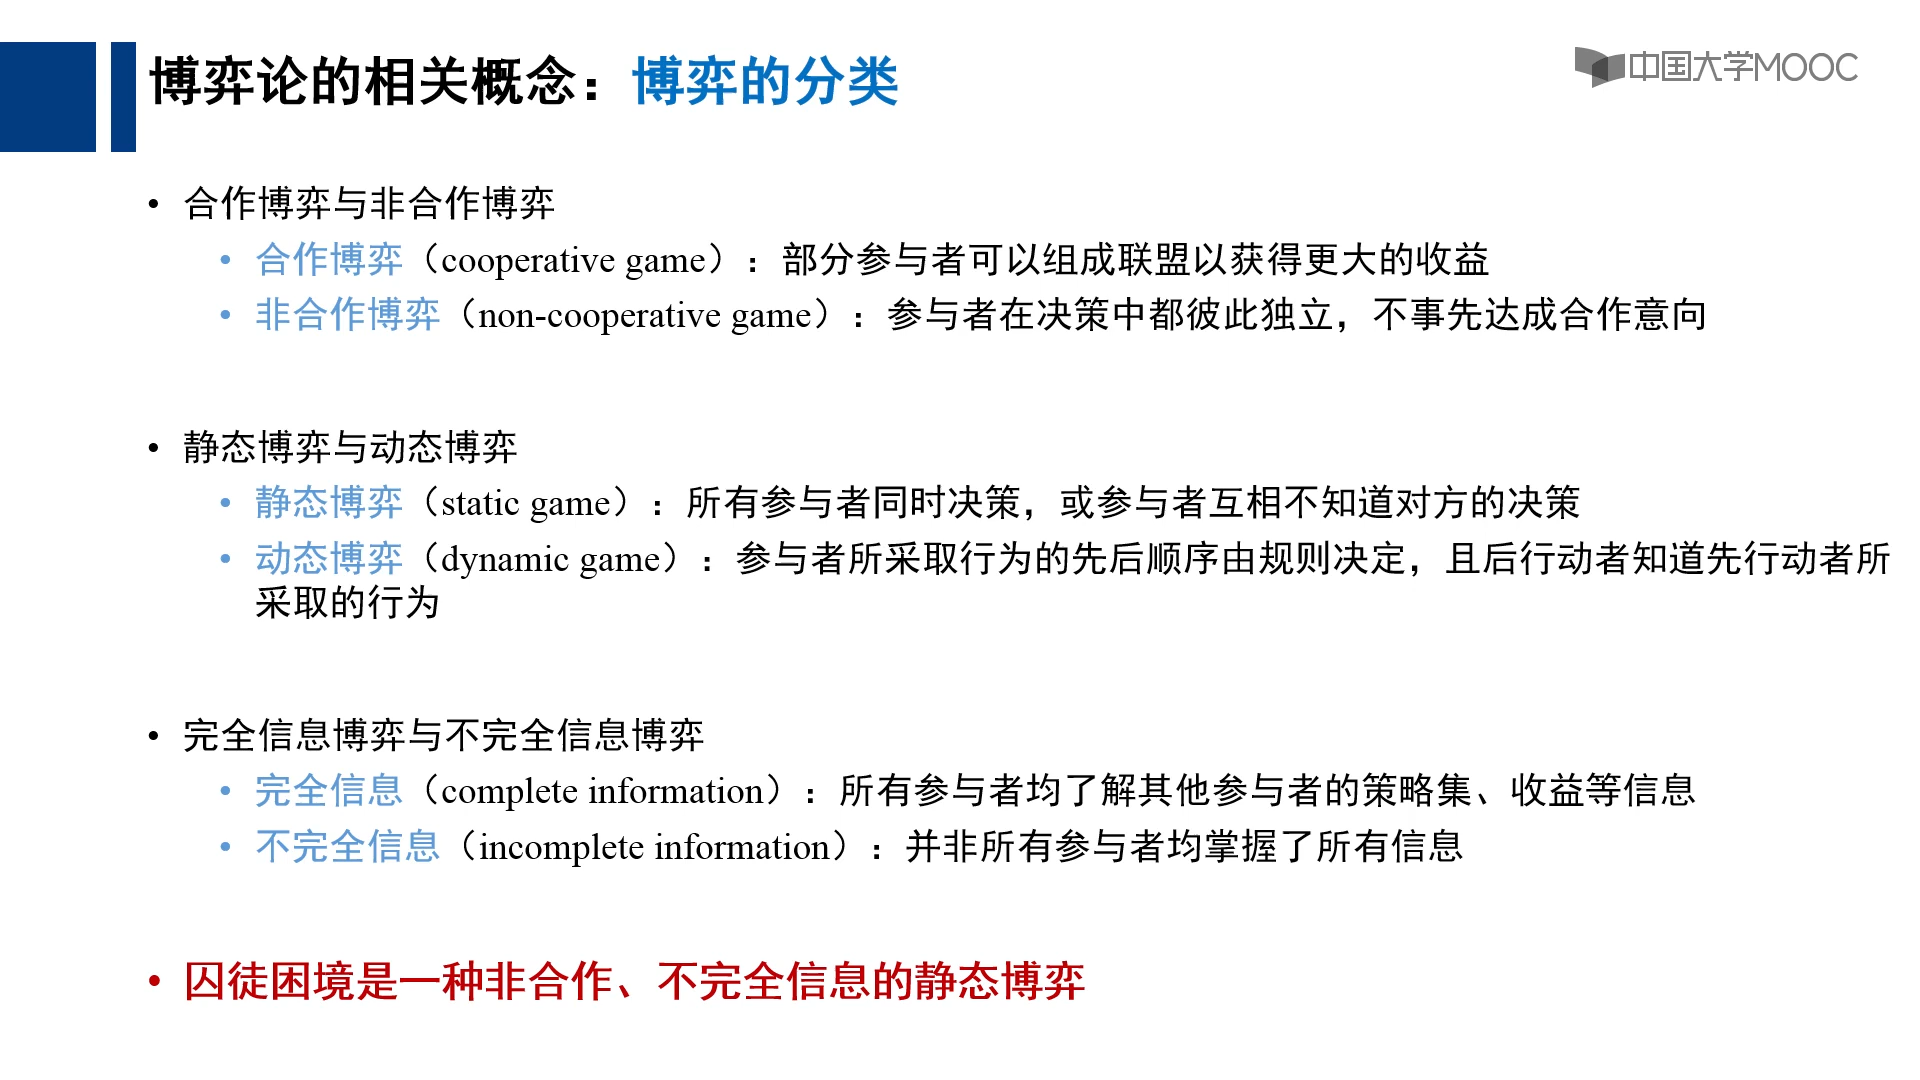 博弈论的相关概念：博弈的分类
中国大学MOOC
• 合作博弈与非合作博弈
• 合作博弈（cooperative game）：部分参与者可以组成联盟以获得更大的收益
• 非合作博弈（non-cooperative game）：参与者在决策中都彼此独立，不事先达成合作意向
• 静态博弈与动态博弈
• 静态博弈（static game）：所有参与者同时决策，或参与者互相不知道对方的决策
• 动态博弈（dynamic game）：参与者所采取行为的先后顺序由规则决定，且后行动者知道先行动者所
采取的行为
• 完全信息博弈与不完全信息博弈
• 完全信息（complete information）：所有参与者均了解其他参与者的策略集、收益等信息
• 不完全信息（incomplete information）：并非所有参与者均掌握了所有信息
• 囚徒困境是一种非合作、不完全信息的静态博弈